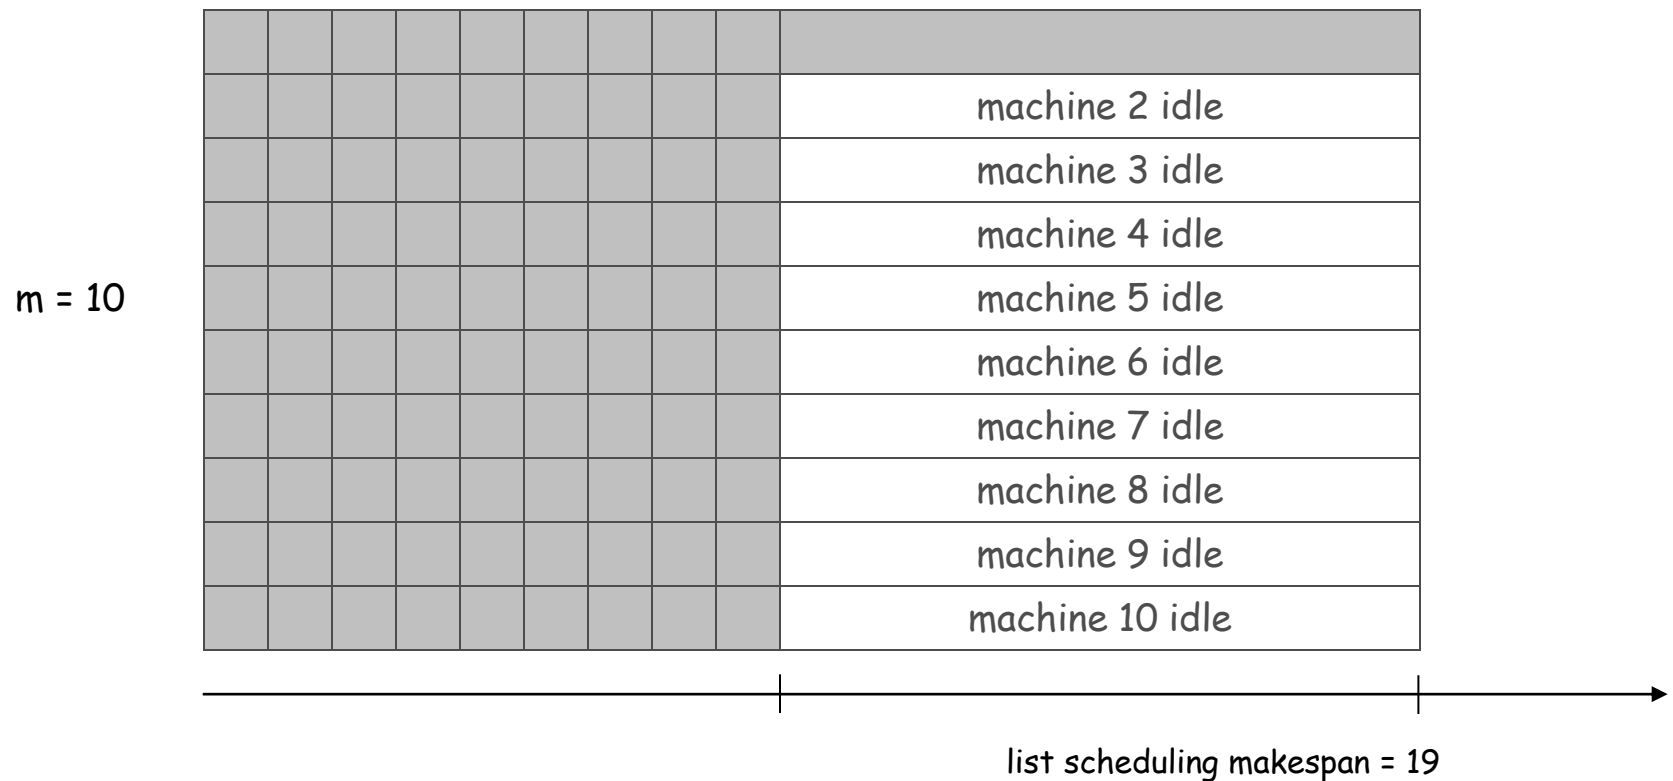 machine 2 idle
machine 3 idle
machine 4 idle
m = 10
machine 5 idle
machine 6 idle
machine 7 idle
machine 8 idle
machine 9 idle
machine 10 idle
list scheduling makespan = 19